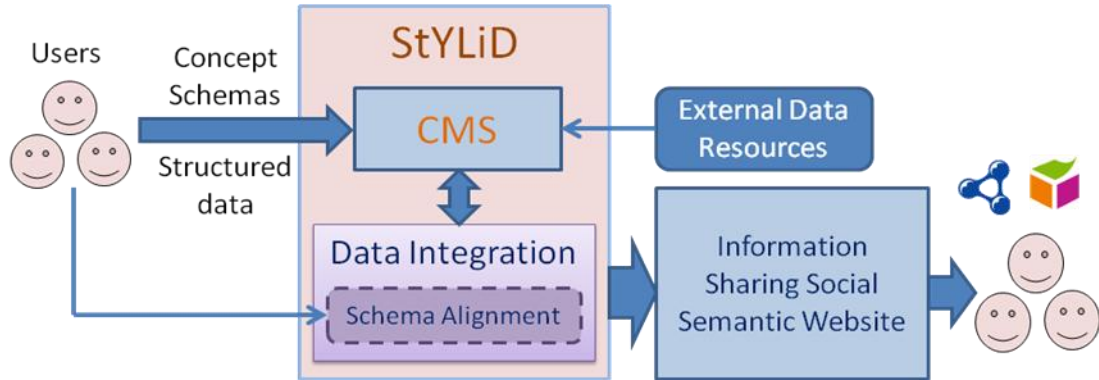 StYLiD
Users
Concept
Schemas
Structured
data
CMS
External Data
Resources
Data Integration
Schema Alignment
Information
Sharing Social
Semantic Website